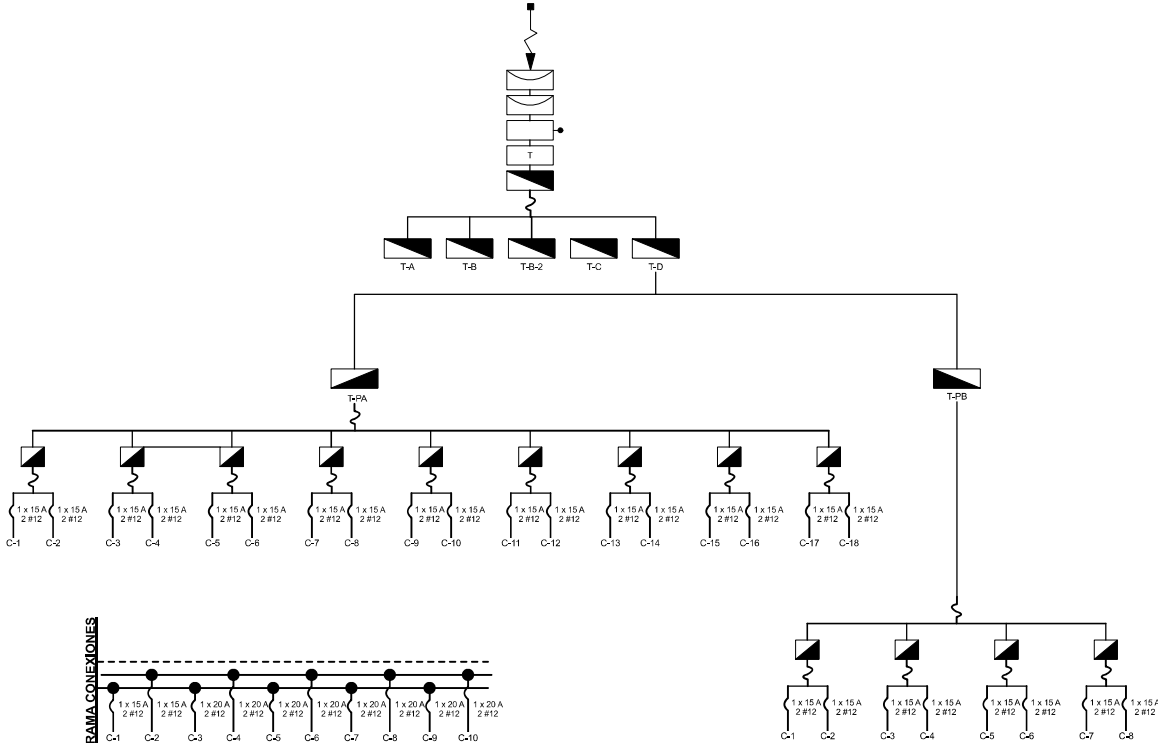 T
T-A T-B T-B-2 T-C T-D
T-PA T-PB
1 x 15 A 1 x 15 A 1 x 15 A 1 x 15 A 1 x 15 A 1 x 15 A 1 x 15 A 1 x 15 A 1 x 15 A 1 x 15 A 1 x 15 A 1 x 15 A 1 x 15 A 1 x 15 A 1 x 15 A 1 x 15 A 1 x 15 A 1 x 15 A
2 #12 2 #12 2 #12 2 #12 2 #12 2 #12 2 #12 2 #12 2 #12 2 #12 2 #12 2 #12 2 #12 2 #12 2 #12 2 #12 2 #12 2 #12
C-1 C-2 C-3 C-4 C-5 C-6 C-7 C-8 C-9 C-10 C-11 C-12 C-13 C-14 C-15 C-16 C-17 C-18
RAMA CONEXIONES
1 x 15 A 1 x 15 A 1 x 20 A 1 x 20 A 1 x 20 A 1 x 20 A 1 x 20 A 1 x 20 A 1 x 20 A 1 x 20 A
2 #12 2 #12 2 #12 2 #12 2 #12 2 #12 2 #12 2 #12 2 #12 2 #12
C-1 C-2 C-3 C-4 C-5 C-6 C-7 C-8 C-9 C-10
1 x 15A 1 x 15 A 1 x 15A 1 x 15 A 1 x 15A 1 x 15 A 1 x 15A 1 x 15 A
2 #12 2 #12 2 #12 2 #12 2 #12 2 #12 2 #12 2 #12
C-1 C-2 C-3 C-4 C-5 C-6 C-7 C-8